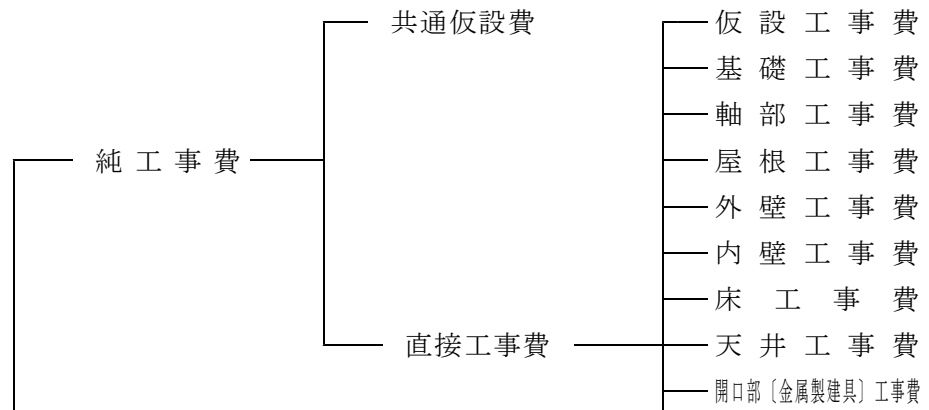 共通仮設費
仮設工事費
基礎工事費
軸部工事費
純工事費
屋根工事費
外壁工事費
内壁工事費
床工事費
直接工事費
天井工事費
開口部〔金属製建具〕工事費